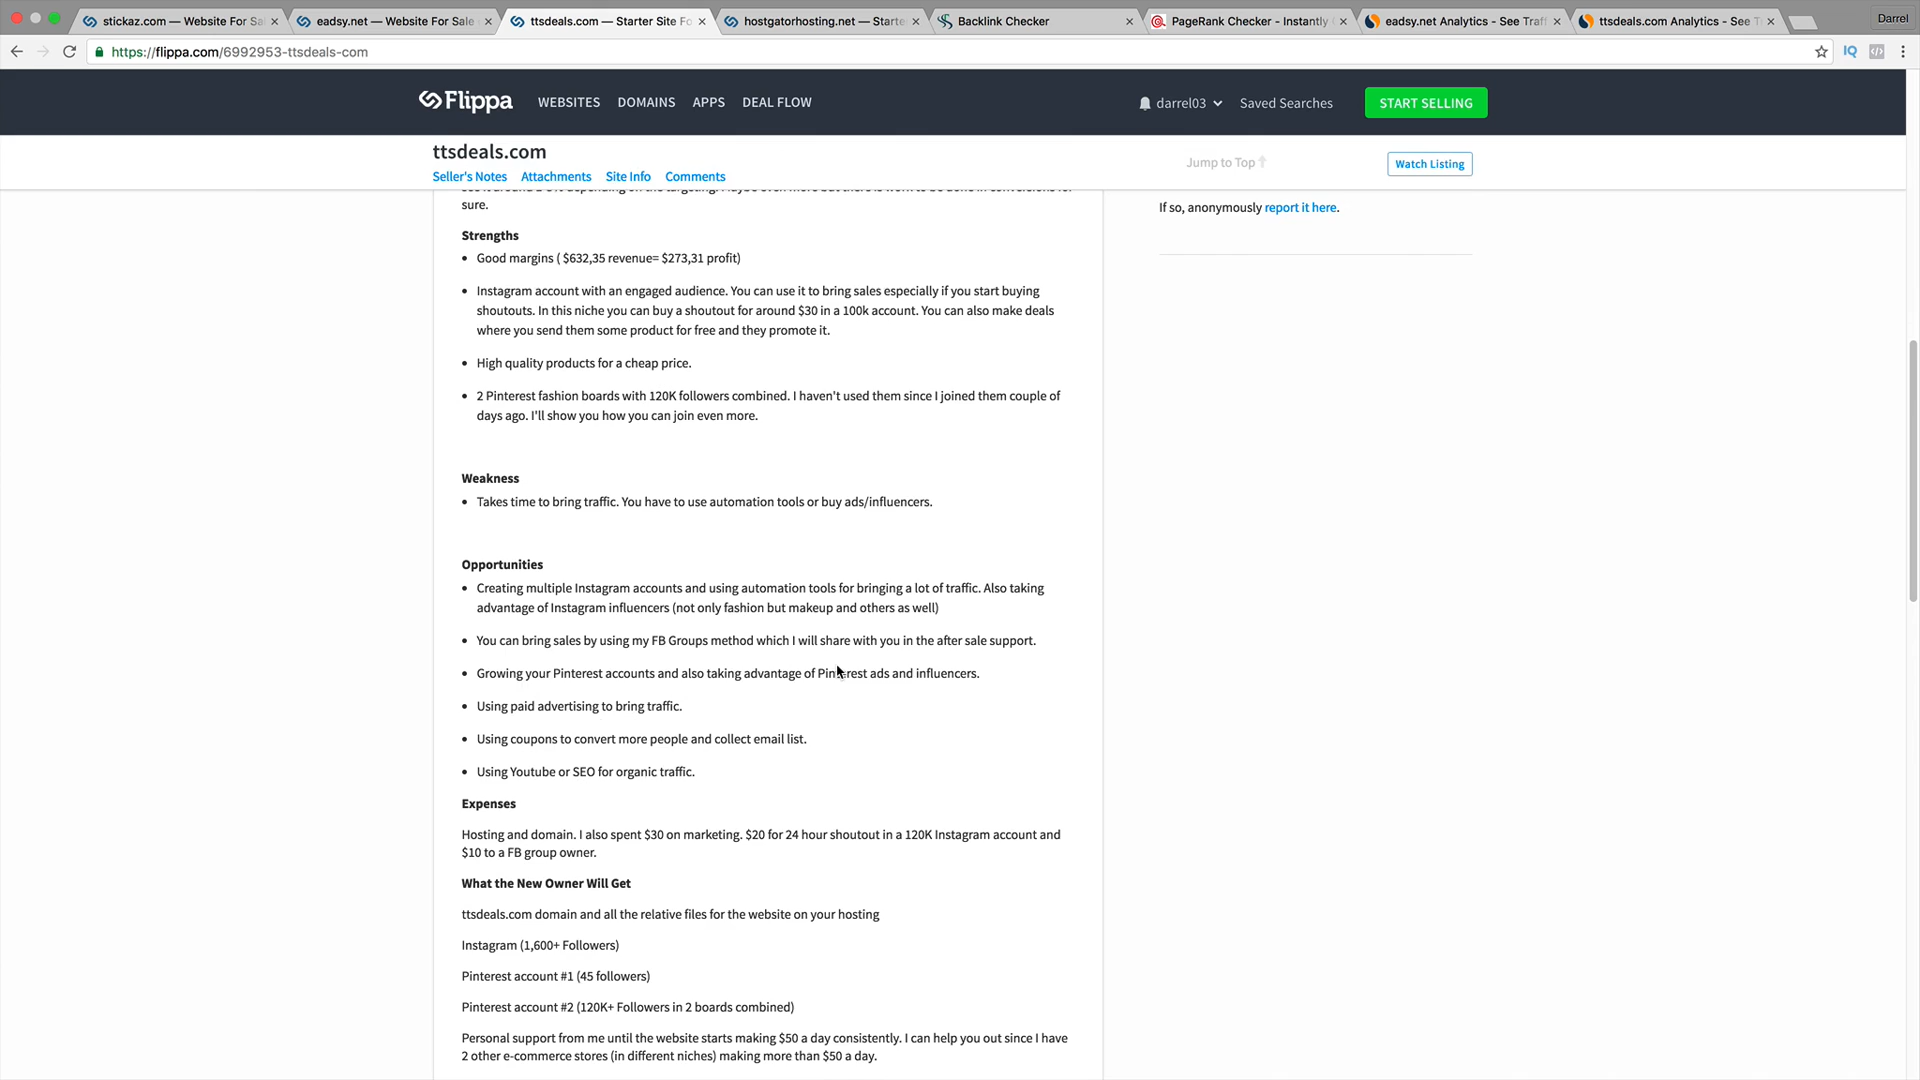 stickaz.com — Website For Sal
eadsy.net — Website For Sale
ttsdeals.com — Starter Site Fo
hostgatorhosting.net — Starte
Backlink Checker
PageRank Checker - Instantly
eadsy.net Analytics - See Traf
ttsdeals.com Analytics - See T
Darrel
https://flippa.com/6992953-ttsdeals-com
IQ
Flippa
WEBSITES
DOMAINS
APPS
DEAL FLOW
darrel03
Saved Searches
START SELLING
ttsdeals.com
Jump to Top
Watch Listing
Seller's Notes
Attachments
Site Info
Comments
sure.
If so, anonymously report it here.
Strengths
• Good margins ( $632,35 revenue= $273,31 profit)
• Instagram account with an engaged audience. You can use it to bring sales especially if you start buying
shoutouts. In this niche you can buy a shoutout for around $30 in a 100k account. You can also make deals
where you send them some product for free and they promote it.
• High quality products for a cheap price.
• 2 Pinterest fashion boards with 120K followers combined. I haven't used them since I joined them couple of
days ago. I'll show you how you can join even more.
Weakness
• Takes time to bring traffic. You have to use automation tools or buy ads/influencers.
Opportunities
• Creating multiple Instagram accounts and using automation tools for bringing a lot of traffic. Also taking
advantage of Instagram influencers (not only fashion but makeup and others as well)
• You can bring sales by using my FB Groups method which I will share with you in the after sale support.
• Growing your Pinterest accounts and also taking advantage of Pinterest ads and influencers.
• Using paid advertising to bring traffic.
• Using coupons to convert more people and collect email list.
• Using Youtube or SEO for organic traffic.
Expenses
Hosting and domain. I also spent $30 on marketing. $20 for 24 hour shoutout in a 120K Instagram account and
$10 to a FB group owner.
What the New Owner Will Get
ttsdeals.com domain and all the relative files for the website on your hosting
Instagram (1,600+ Followers)
Pinterest account #1 (45 followers)
Pinterest account #2 (120K+ Followers in 2 boards combined)
Personal support from me until the website starts making $50 a day consistently. I can help you out since I have
2 other e-commerce stores (in different niches) making more than $50 a day.